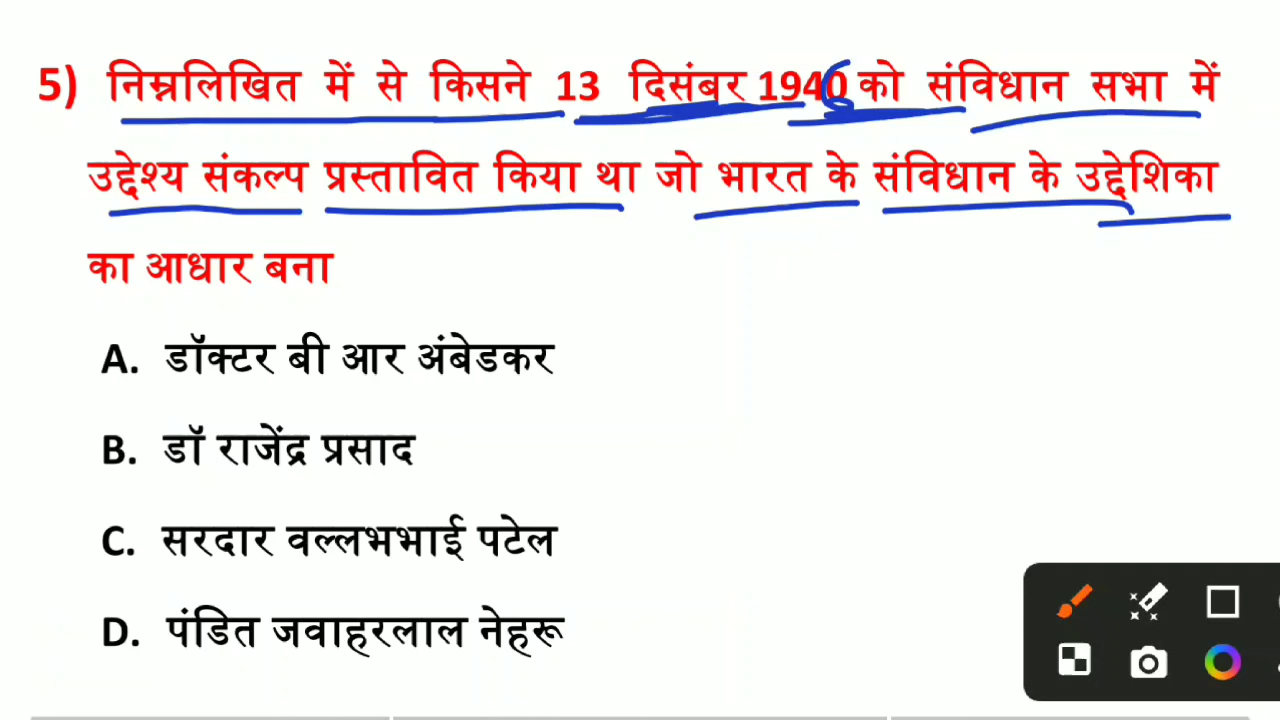 5) निम्नलिखित में से किसने 13 दिसंबर 1946 को संविधान सभा में
उद्देश्य संकल्प प्रस्तावित किया था जो भारत के संविधान के उद्देशिका
का आधार बना
A. डॉक्टर बी आर अंबेडकर
B. डॉ राजेंद्र प्रसाद
C. सरदार वल्लभभाई पटेल
D. पंडित जवाहरलाल नेहरू